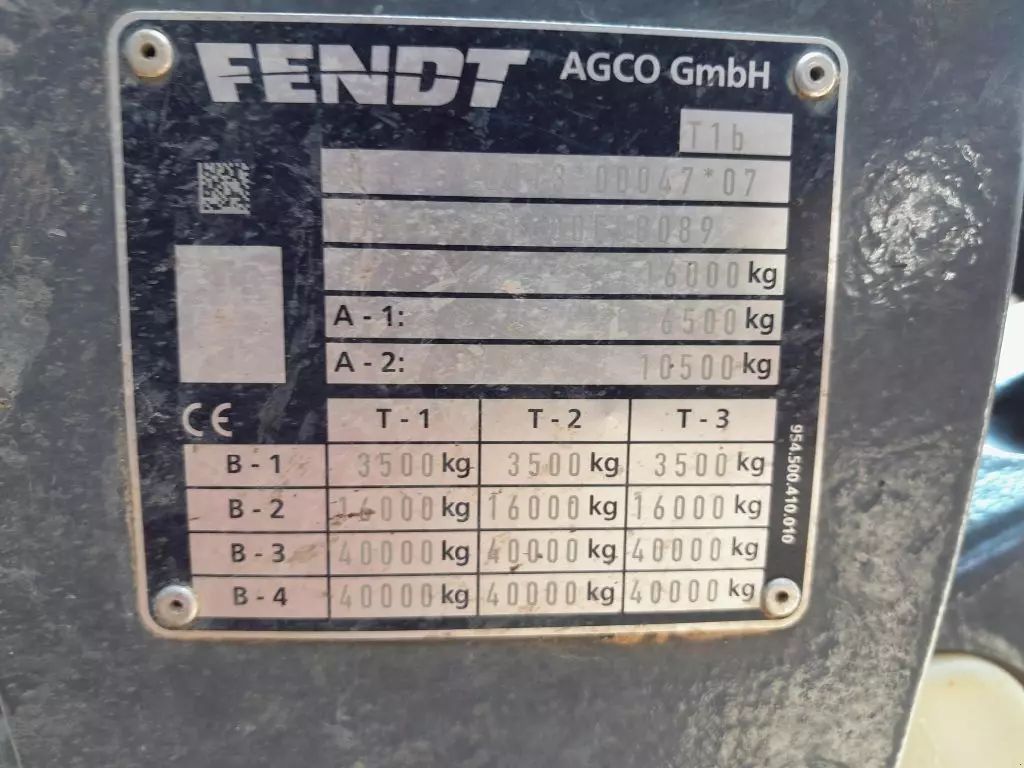 FENDT AGCO GmbH
T1b
00047*07
089
16000 kg
A - 1: 6500 kg
A - 2: 10500 kg
CE T - 1 T - 2 T - 3
B - 1 3500 kg 3500 kg 3500 kg
B - 2 16000 kg 16000 kg 16000 kg
B - 3 40000 kg 40000 kg 40000 kg
B - 4 40000 kg 40000 kg 40000 kg
954.500.410.010